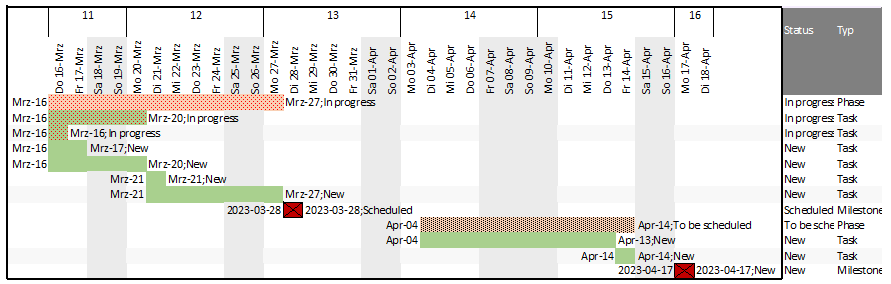 11 12 13 14 15 16
Status Typ
Do 16-Mrz
Fr 17-Mrz
Sa 18-Mrz
So 19-Mrz
Mo 20-Mrz
Di 21-Mrz
Mi 22-Mrz
Do 23-Mrz
Fr 24-Mrz
Sa 25-Mrz
So 26-Mrz
Mo 27-Mrz
Di 28-Mrz
Mi 29-Mrz
Do 30-Mrz
Fr 31-Mrz
Sa 01-Apr
So 02-Apr
Mo 03-Apr
Di 04-Apr
Mi 05-Apr
Do 06-Apr
Fr 07-Apr
Sa 08-Apr
So 09-Apr
Mo 10-Apr
Di 11-Apr
Mi 12-Apr
Do 13-Apr
Fr 14-Apr
Sa 15-Apr
So 16-Apr
Mo 17-Apr
Di 18-Apr
Mrz-16 Mrz-27;In progress In progress Phase
Mrz-16 Mrz-20;In progress In progress Task
Mrz-16 Mrz-16;In progress In progress Task
Mrz-16 Mrz-17;New New Task
Mrz-16 Mrz-20;New New Task
Mrz-21 Mrz-21;New New Task
Mrz-21 Mrz-27;New New Task
2023-03-28 2023-03-28;Scheduled Scheduled Milestone
Apr-04 Apr-14;To be scheduled To be sche Phase
Apr-04 Apr-13;New New Task
Apr-14 Apr-14;New New Task
2023-04-17 2023-04-17;New New Milestone